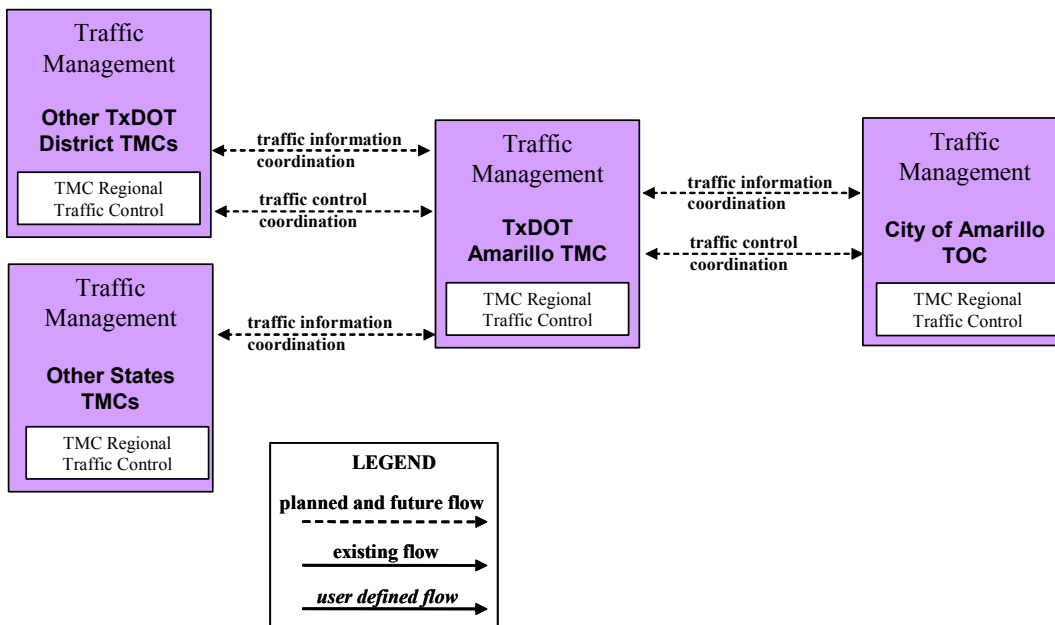 Traffic
Management
Other TxDOT
District TMCs
TMC Regional
Traffic Control
traffic information
coordination
traffic control
coordination
Traffic
Management
TxDOT
Amarillo TMC
TMC Regional
Traffic Control
traffic information
coordination
traffic control
coordination
Traffic
Management
City of Amarillo
TOC
TMC Regional
Traffic Control
Traffic
Management
Other States
TMCs
TMC Regional
Traffic Control
traffic information
coordination
LEGEND
planned and future flow
existing flow
user defined flow